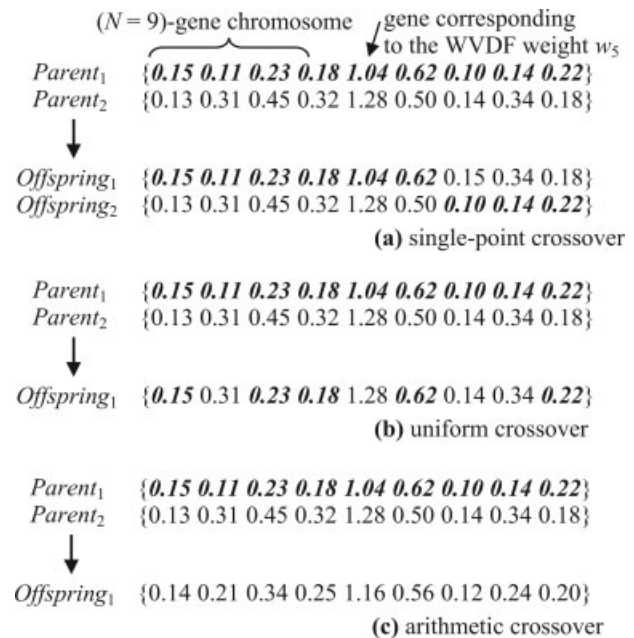 (N = 9)-gene chromosome
gene corresponding
to the WVDF weight w5
Parent1 {0.15 0.11 0.23 0.18 1.04 0.62 0.10 0.14 0.22}
Parent2 {0.13 0.31 0.45 0.32 1.28 0.50 0.14 0.34 0.18}
Offspring1 {0.15 0.11 0.23 0.18 1.04 0.62 0.15 0.34 0.18}
Offspring2 {0.13 0.31 0.45 0.32 1.28 0.50 0.10 0.14 0.22}
(a) single-point crossover
Parent1 {0.15 0.11 0.23 0.18 1.04 0.62 0.10 0.14 0.22}
Parent2 {0.13 0.31 0.45 0.32 1.28 0.50 0.14 0.34 0.18}
Offspring1 {0.15 0.31 0.23 0.18 1.28 0.62 0.14 0.34 0.22}
(b) uniform crossover
Parent1 {0.15 0.11 0.23 0.18 1.04 0.62 0.10 0.14 0.22}
Parent2 {0.13 0.31 0.45 0.32 1.28 0.50 0.14 0.34 0.18}
Offspring1 {0.14 0.21 0.34 0.25 1.16 0.56 0.12 0.24 0.20}
(c) arithmetic crossover